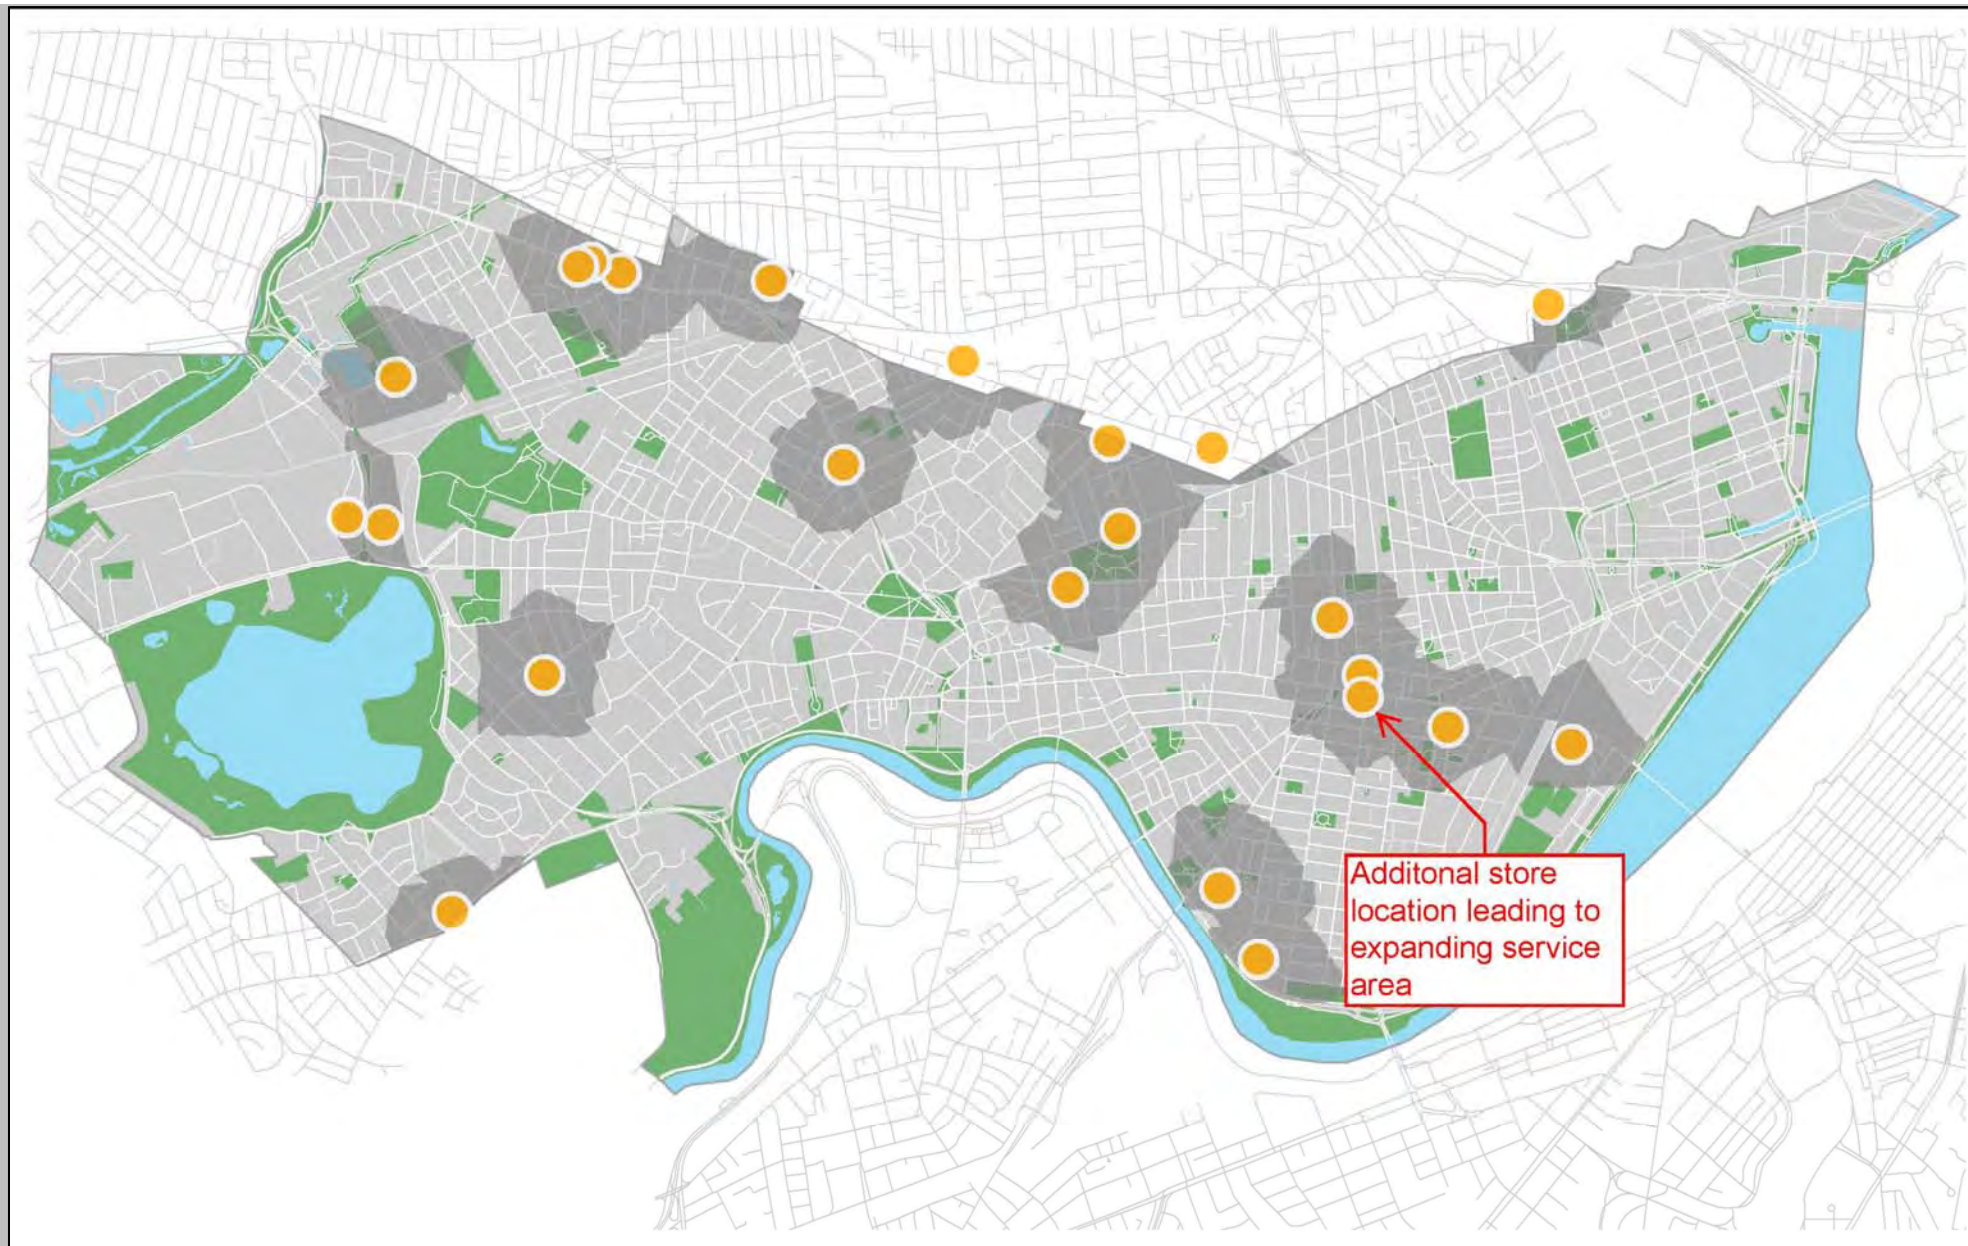 Additonal store
location leading to
expanding service
area